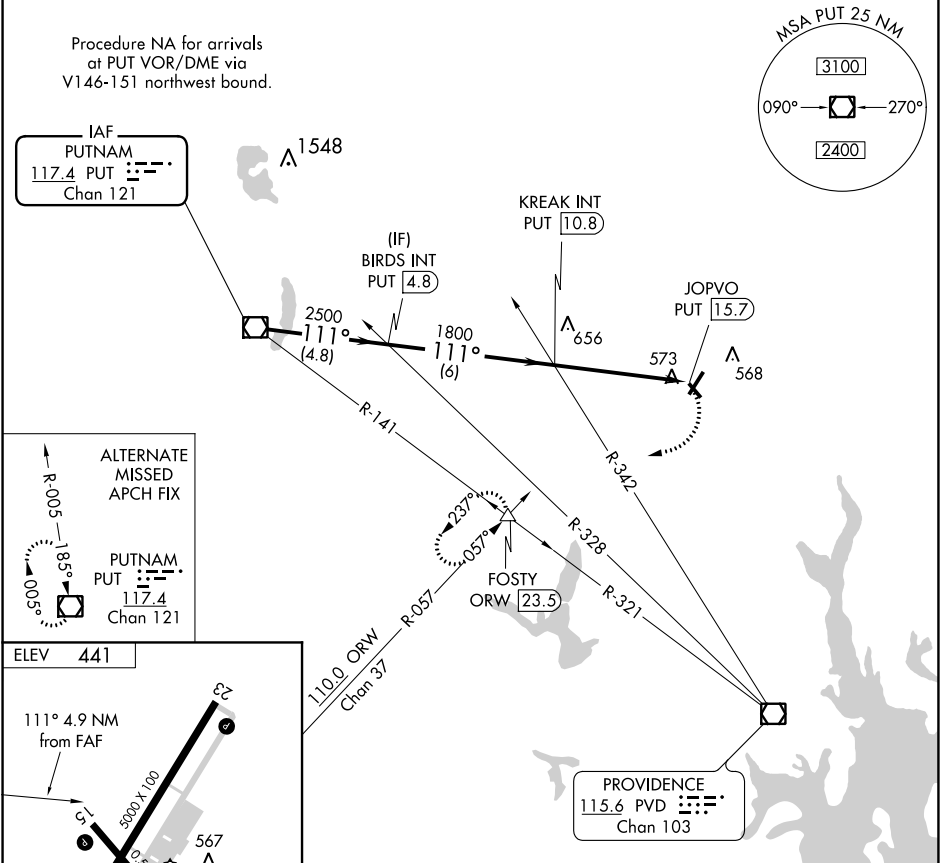 Procedure NA for arrivals
at PUT VOR/DME via
V146-151 northwest bound.
MSA PUT 25 NM
3100
090°
270°
2400
IAF
PUTNAM
117.4 PUT
Chan 121
1548
KREAK INT
PUT 10.8
(IF)
BIRDS INT
PUT 4.8
JOPVO
PUT 15.7
2500
111°
(4.8)
1800
111°
(6)
656
573
568
R-141
R-342
R-328
R-321
237°
057°
FOSTY
ORW 23.5
R-057
110.0 ORW
Chan 37
ALTERNATE
MISSED
APCH FIX
R-005
185°
005°
PUTNAM
PUT
117.4
Chan 121
PROVIDENCE
115.6 PVD
Chan 103
ELEV 441
111° 4.9 NM
from FAF
23
5000 X 100
15
P
P
567